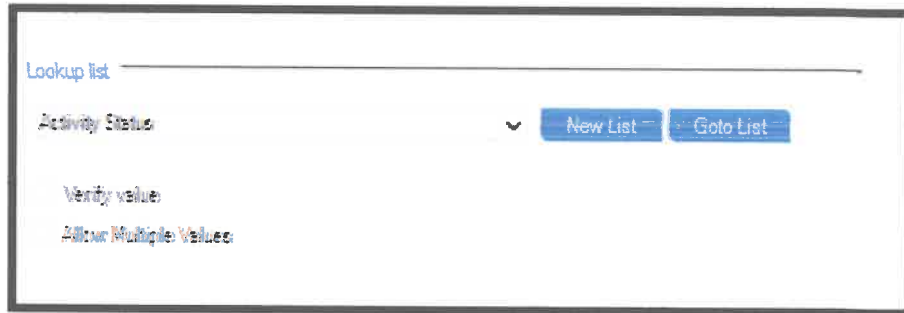 Lookup list
Activity Status New List Goto List
Verify value
Allow Multiple Values